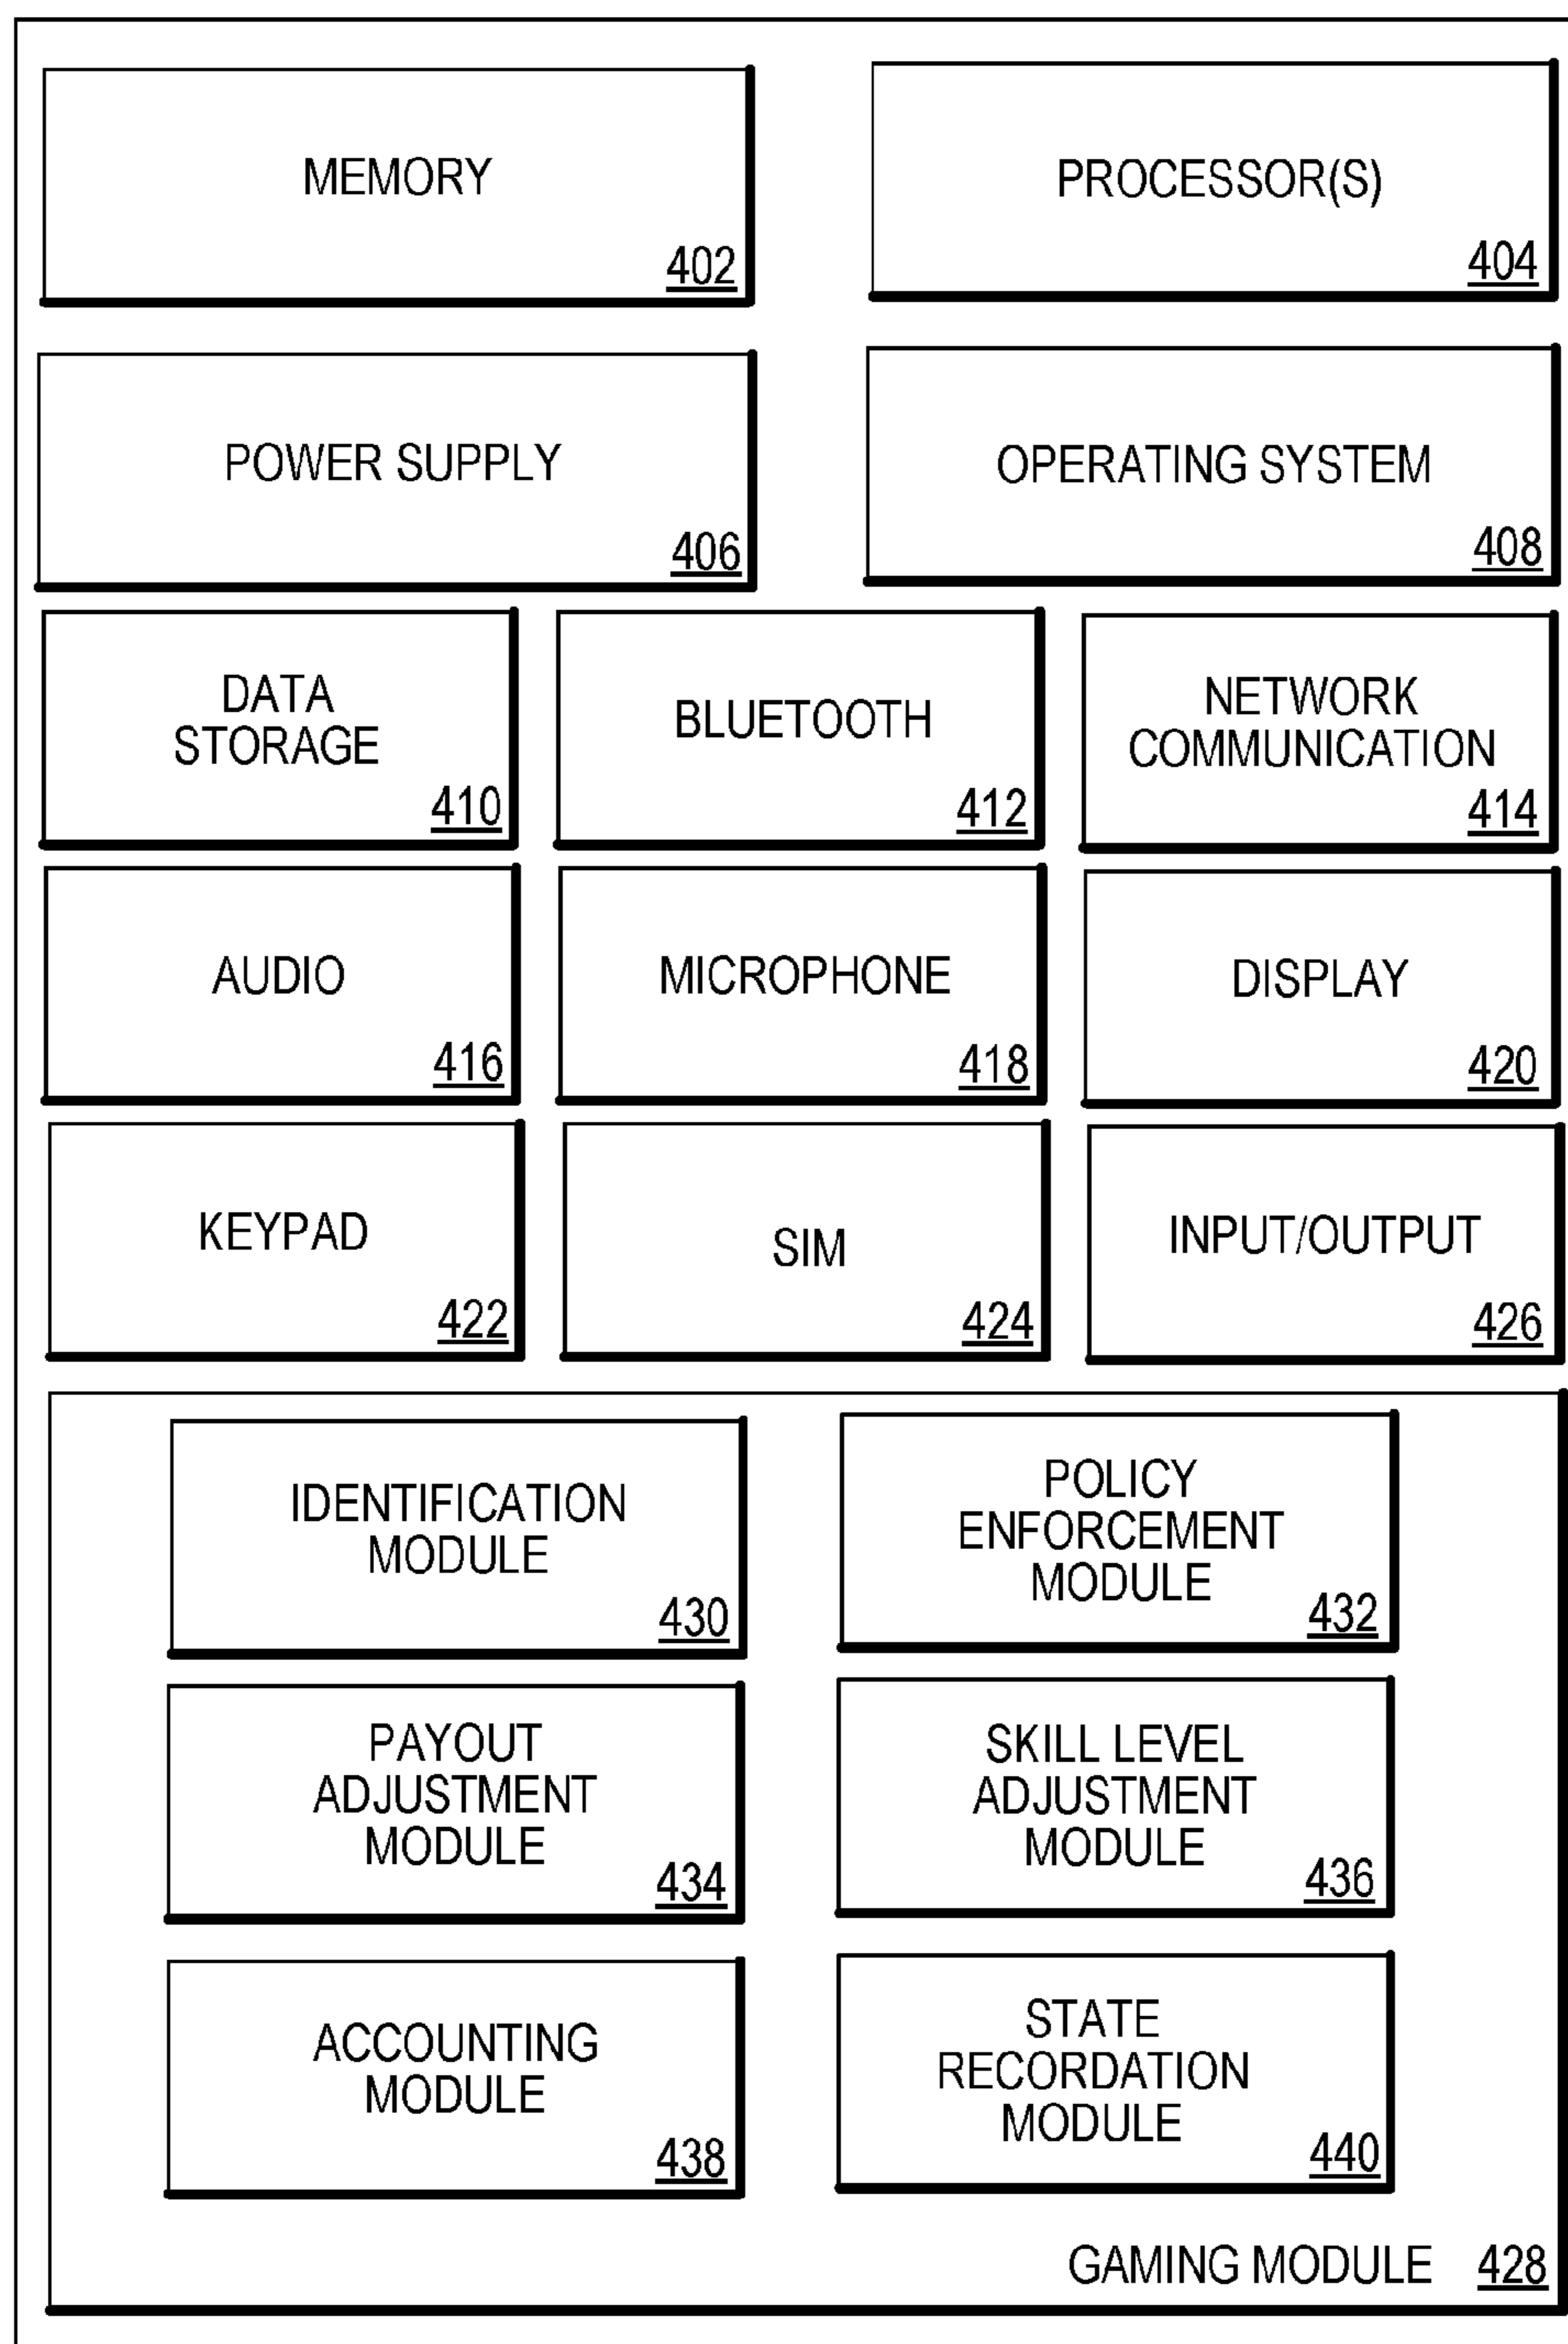 MEMORY
402
PROCESSOR(S)
404
POWER SUPPLY
406
OPERATING SYSTEM
408
DATA
STORAGE
410
BLUETOOTH
412
NETWORK
COMMUNICATION
414
AUDIO
416
MICROPHONE
418
DISPLAY
420
KEYPAD
422
SIM
424
INPUT/OUTPUT
426
IDENTIFICATION
MODULE
430
POLICY
ENFORCEMENT
MODULE
432
PAYOUT
ADJUSTMENT
MODULE
434
SKILL LEVEL
ADJUSTMENT
MODULE
436
ACCOUNTING
MODULE
438
STATE
RECORDATION
MODULE
440
GAMING MODULE 428